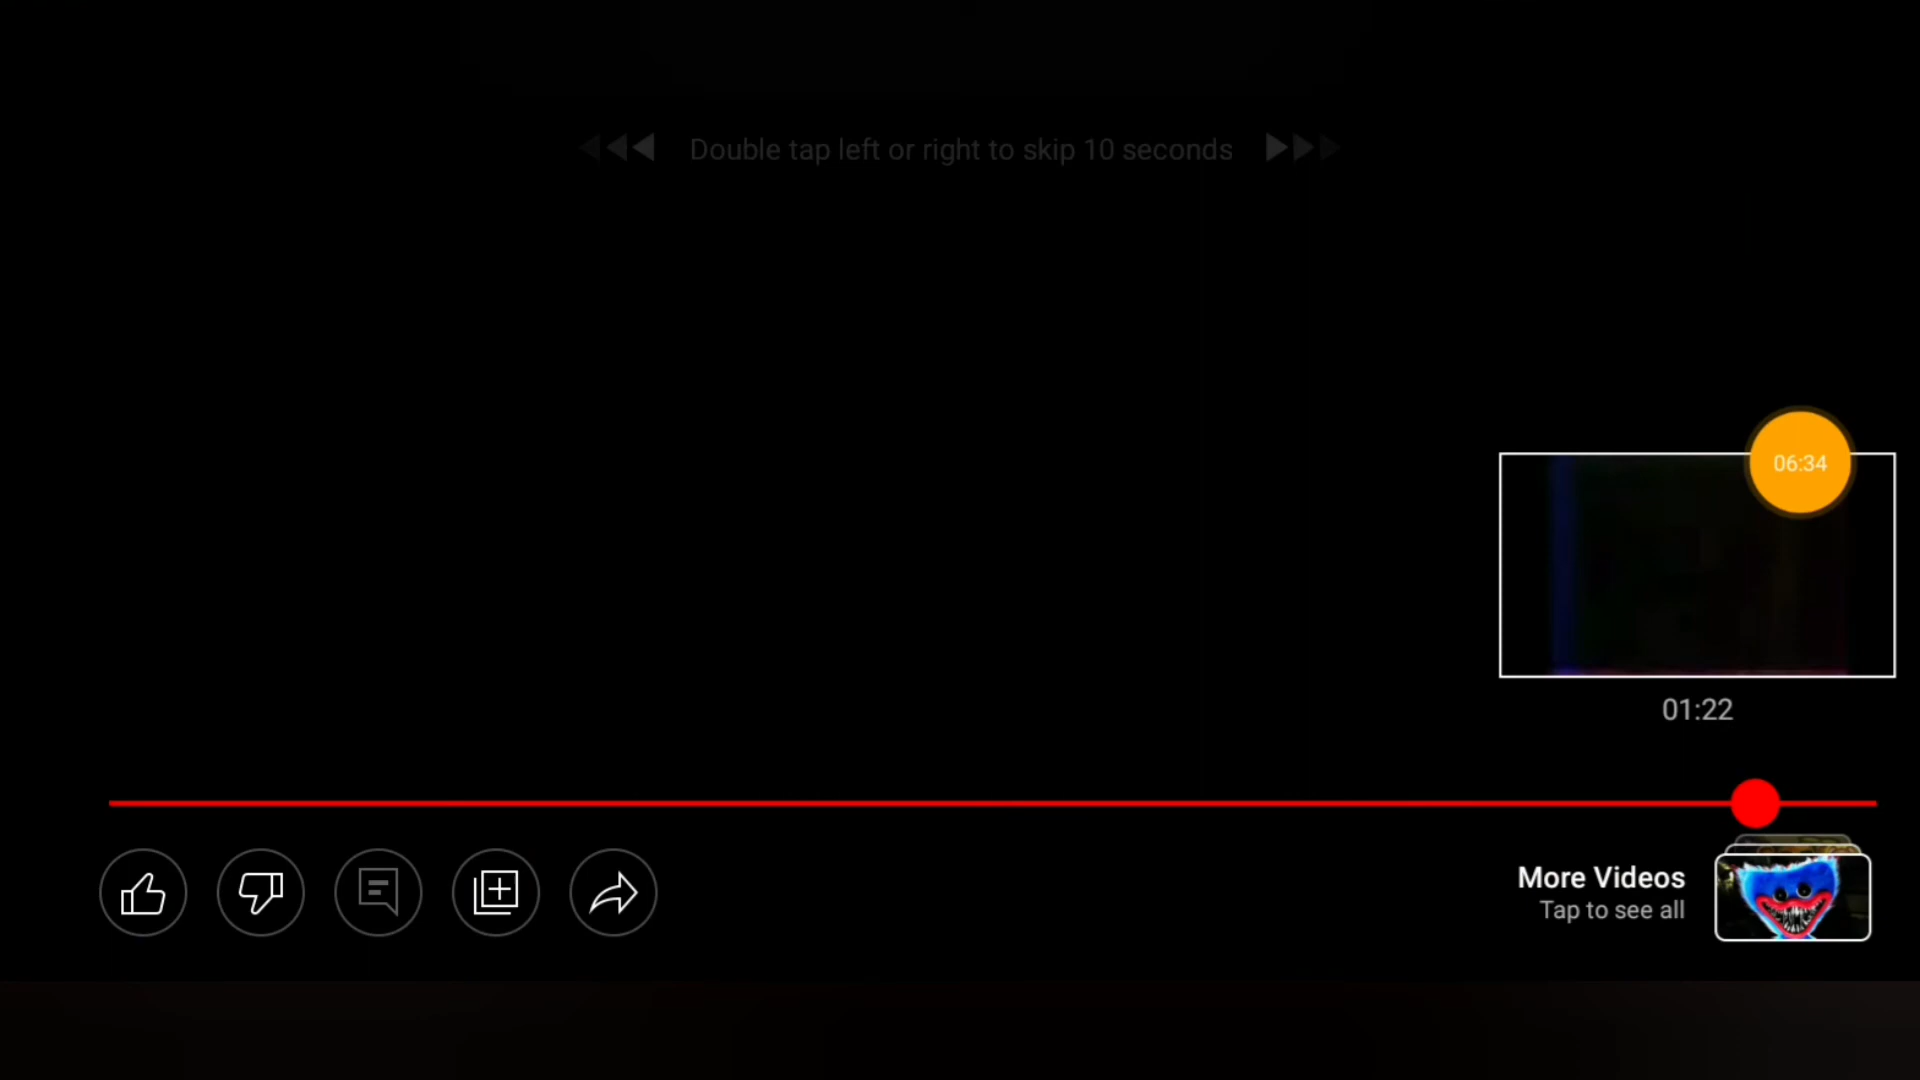 Double tap left or right to skip 10 seconds
06:34
01:22
More Videos
Tap to see all